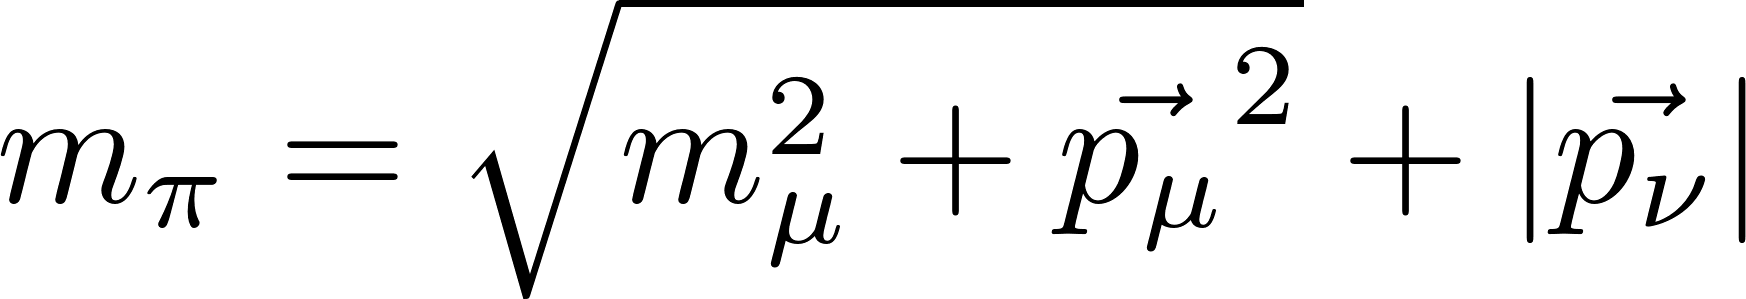 m_π = √(m_μ² + p⃗_μ²) + |p⃗_ν|